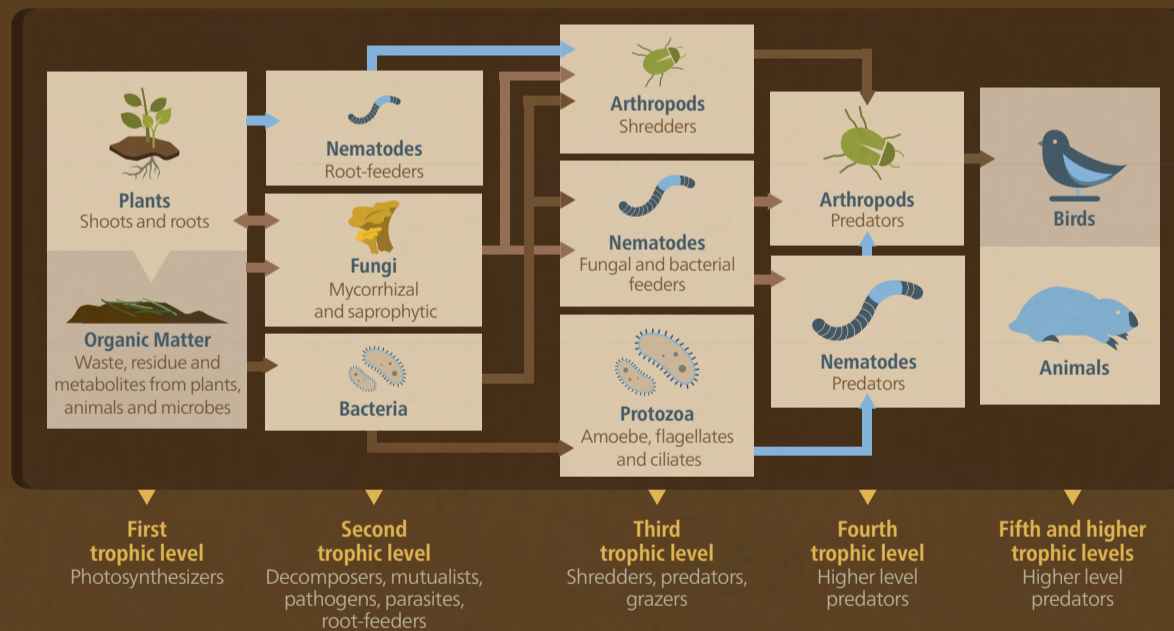 Plants
Shoots and roots
Organic Matter
Waste, residue and
metabolites from plants,
animals and microbes
Nematodes
Root-feeders
Fungi
Mycorrhizal
and saprophytic
Bacteria
Arthropods
Shredders
Nematodes
Fungal and bacterial
feeders
Protozoa
Amoebe, flagellates
and ciliates
Arthropods
Predators
Nematodes
Predators
Birds
Animals
First
trophic level
Photosynthesizers
Second
trophic level
Decomposers, mutualists,
pathogens, parasites,
root-feeders
Third
trophic level
Shredders, predators,
grazers
Fourth
trophic level
Higher level
predators
Fifth and higher
trophic levels
Higher level
predators